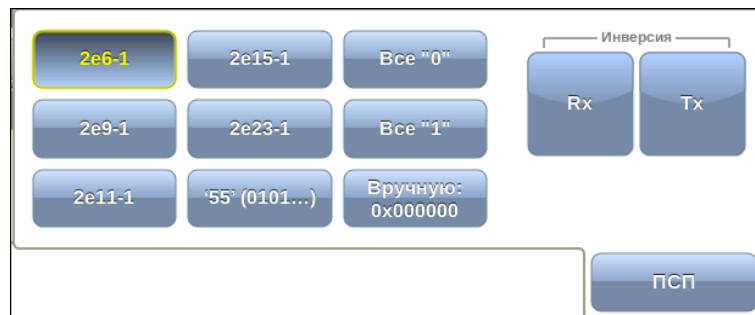 Инверсия
2e6-1
2e15-1
Все "0"
Rx
Tx
2e9-1
2e23-1
Все "1"
2e11-1
‘55’ (0101...)
Вручную:
0x000000
ПСП